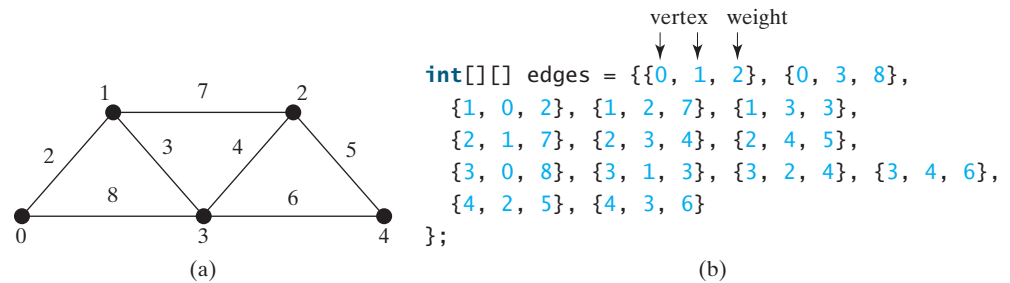 1
7
2
2
3
4
5
8
6
0
3
4
(a)
vertex weight
int[][] edges = {{0, 1, 2}, {0, 3, 8},
{1, 0, 2}, {1, 2, 7}, {1, 3, 3},
{2, 1, 7}, {2, 3, 4}, {2, 4, 5},
{3, 0, 8}, {3, 1, 3}, {3, 2, 4}, {3, 4, 6},
{4, 2, 5}, {4, 3, 6}
};
(b)